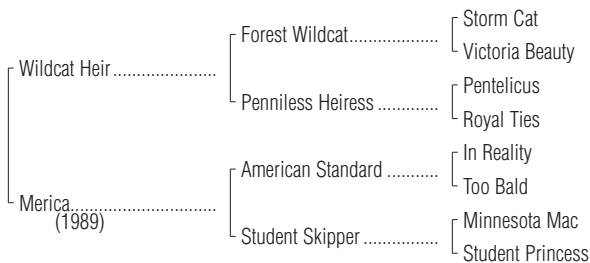 Storm Cat
Forest Wildcat...................
Victoria Beauty
Wildcat Heir......................
Pentelicus
Penniless Heiress .............
Royal Ties
In Reality
American Standard ...........
Too Bald
Merica...............................
(1989)
Minnesota Mac
Student Skipper ................
Student Princess